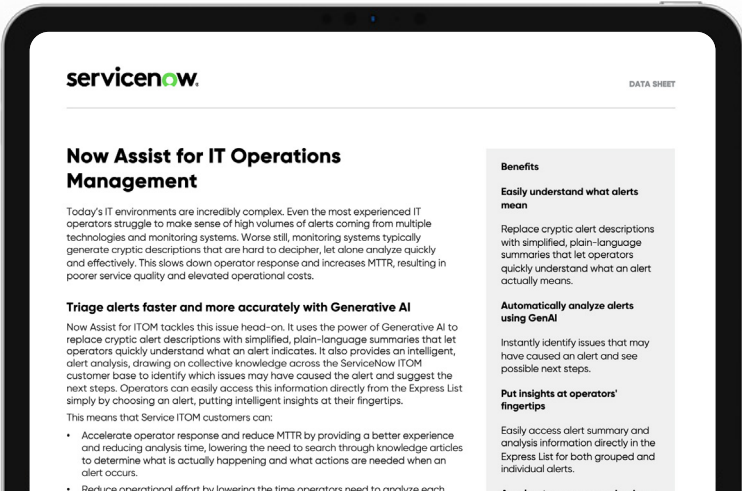 servicenow.
DATA SHEET
Now Assist for IT Operations
Management
Today's IT environments are incredibly complex. Even the most experienced IT
operators struggle to make sense of high volumes of alerts coming from multiple
technologies and monitoring systems. Worse still, monitoring systems typically
generate cryptic descriptions that are hard to decipher, let alone analyze quickly
and effectively. This slows down operator response and increases MTTR, resulting in
poorer service quality and elevated operational costs.
Triage alerts faster and more accurately with Generative AI
Now Assist for ITOM tackles this issue head-on. It uses the power of Generative AI to
replace cryptic alert descriptions with simplified, plain-language summaries that let
operators quickly understand what an alert indicates. It also provides an intelligent,
alert analysis, drawing on collective knowledge across the ServiceNow ITOM
customer base to identify which issues may have caused the alert and suggest the
next steps. Operators can easily access this information directly from the Express List
simply by choosing an alert, putting intelligent insights at their fingertips.
This means that Service ITOM customers can:
• Accelerate operator response and reduce MTTR by providing a better experience
and reducing analysis time, lowering the need to search through knowledge articles
to determine what is actually happening and what actions are needed when an
alert occurs.
• Reduce operational effort by lowering the time operators need to analyze each
Benefits
Easily understand what alerts
mean
Replace cryptic alert descriptions
with simplified, plain-language
summaries that let operators
quickly understand what an alert
actually means.
Automatically analyze alerts
using GenAI
Instantly identify issues that may
have caused an alert and see
possible next steps.
Put insights at operators'
fingertips
Easily access alert summary and
analysis information directly in the
Express List for both grouped and
individual alerts.